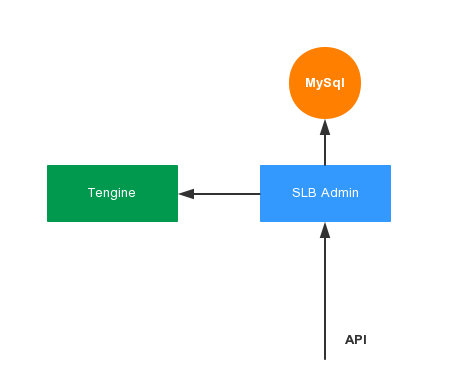 MySql
Tengine
SLB Admin
API